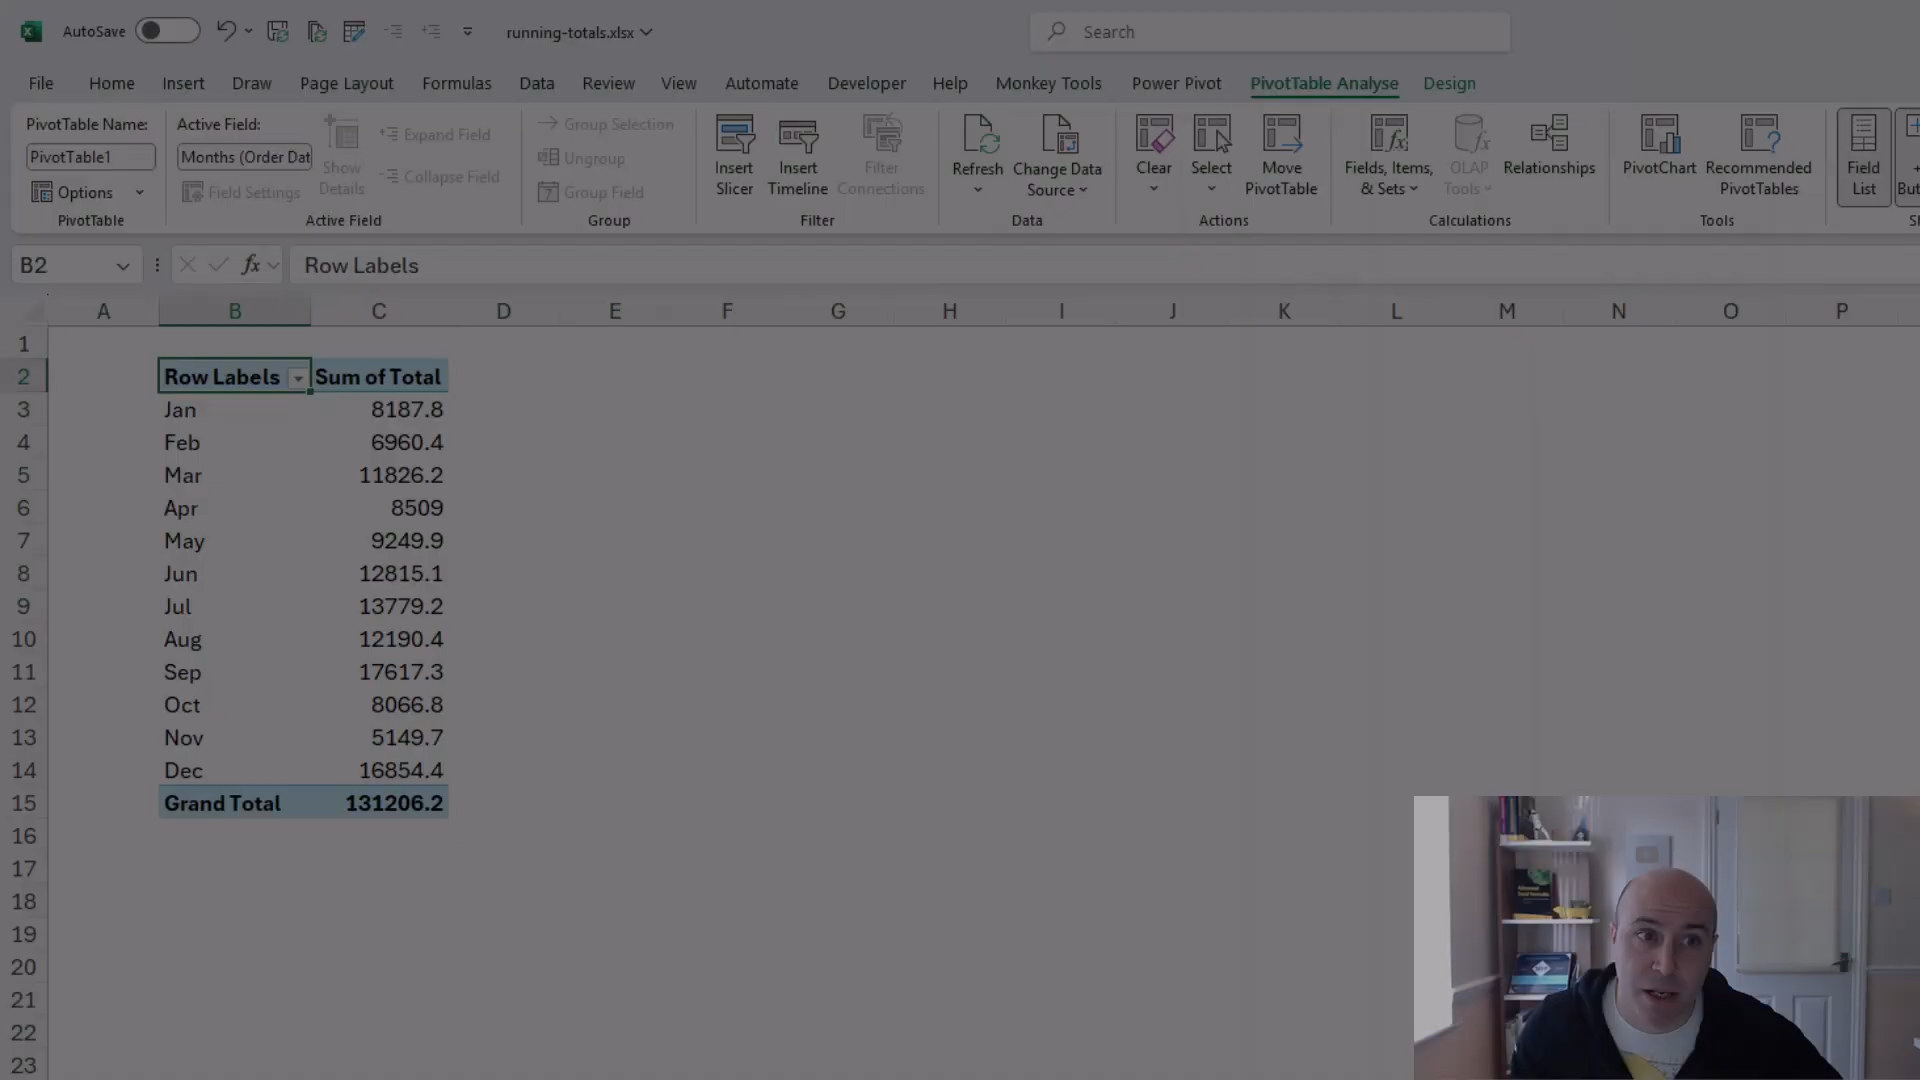 AutoSave
running-totals.xlsx
Search
File Home Insert Draw Page Layout Formulas Data Review View Automate Developer Help Monkey Tools Power Pivot PivotTable Analyse Design
PivotTable Name:
PivotTable1
Options
PivotTable
Active Field:
Months (Order Dat
Field Settings
Show
Details
Expand Field
Collapse Field
Active Field
Group Selection
Ungroup
Group Field
Group
Insert
Slicer
Insert
Timeline
Filter
Connections
Filter
Refresh
Change Data
Source
Data
Clear
Select
Move
PivotTable
Actions
Fields, Items,
& Sets
OLAP
Tools
Relationships
Calculations
PivotChart
Recommended
PivotTables
Tools
Field
List
But
B2
fx
Row Labels
A B C D E F G H I J K L M N O P
1
2 Row Labels Sum of Total
3 Jan 8187.8
4 Feb 6960.4
5 Mar 11826.2
6 Apr 8509
7 May 9249.9
8 Jun 12815.1
9 Jul 13779.2
10 Aug 12190.4
11 Sep 17617.3
12 Oct 8066.8
13 Nov 5149.7
14 Dec 16854.4
15 Grand Total 131206.2
16
17
18
19
20
21
22
23